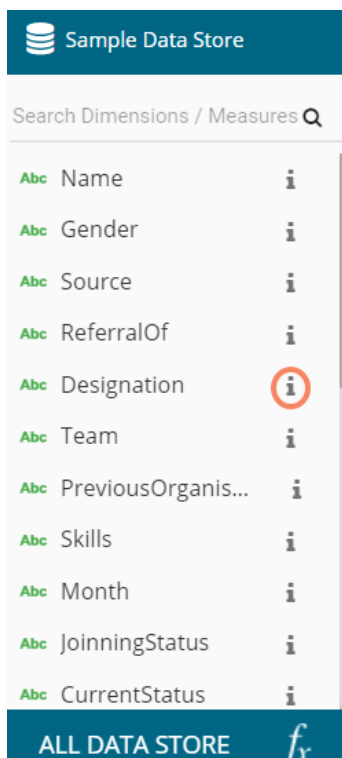 Sample Data Store
Search Dimensions / Measures
Abc Name i
Abc Gender i
Abc Source i
Abc ReferralOf i
Abc Designation i
Abc Team i
Abc PreviousOrganis... i
Abc Skills i
Abc Month i
Abc JoinningStatus i
Abc CurrentStatus i
ALL DATA STORE fx